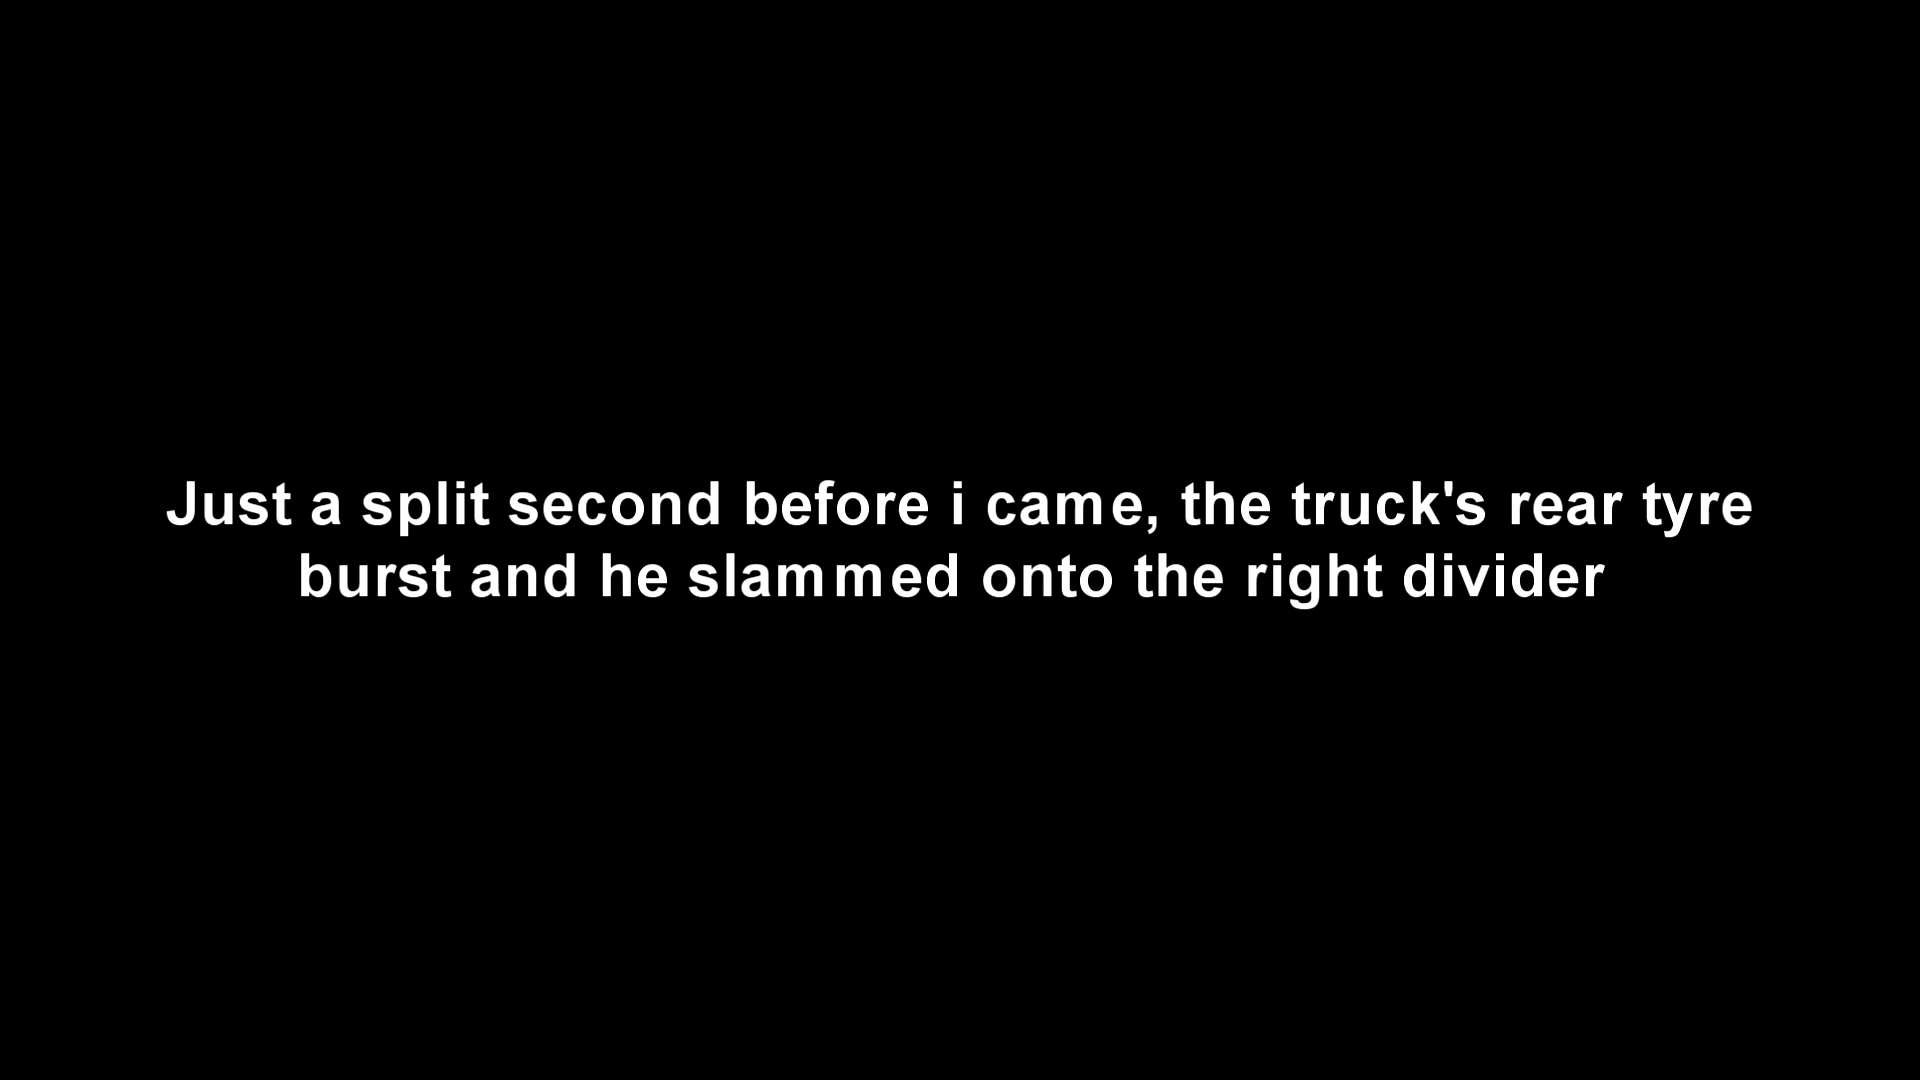 Just a split second before i came, the truck's rear tyre
burst and he slammed onto the right divider